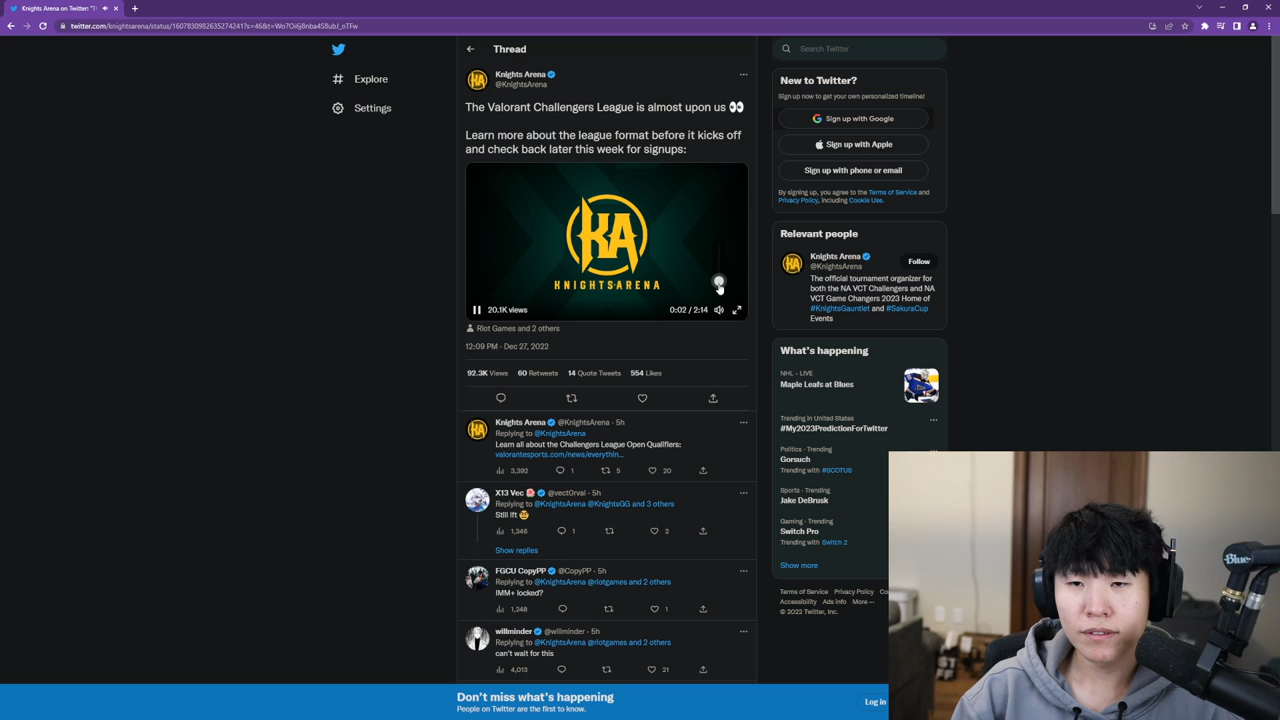 Knights Arena on Twitter: "T
twitter.com/knightsarena/status/1607830982635274241?s=46&t=Wo7Oi6j8nba4S8ubJ_oTFw
Explore
Settings
Thread
Knights Arena
@KnightsArena
The Valorant Challengers League is almost upon us 👀
Learn more about the league format before it kicks off
and check back later this week for signups:
KA
KNIGHTS ARENA
20.1K views
0:02 / 2:14
Riot Games and 2 others
12:09 PM · Dec 27, 2022
92.3K Views 60 Retweets 14 Quote Tweets 554 Likes
Knights Arena @KnightsArena · 5h
Replying to @KnightsArena
Learn all about the Challengers League Open Qualifiers:
valorantesports.com/news/everythin...
3,392 1 5 20
X13 Vec @vect0rval · 5h
Replying to @KnightsArena @KnightsGG and 3 others
Still lft 🤓
1,346 1 2
Show replies
FGCU CopyPP @CopyPP · 5h
Replying to @KnightsArena @riotgames and 2 others
IMM+ locked?
1,248 1
willminder @willminder · 5h
Replying to @KnightsArena @riotgames and 2 others
can't wait for this
4,013 21
Search Twitter
New to Twitter?
Sign up now to get your own personalized timeline!
Sign up with Google
Sign up with Apple
Sign up with phone or email
By signing up, you agree to the Terms of Service and
Privacy Policy, including Cookie Use.
Relevant people
Knights Arena
@KnightsArena
Follow
The official tournament organizer for
both the NA VCT Challengers and NA
VCT Game Changers 2023 Home of
#KnightsGauntlet and #SakuraCup
Events
What's happening
NHL · LIVE
Maple Leafs at Blues
Trending in United States
#My2023PredictionForTwitter
Politics · Trending
Gorsuch
Trending with #SCOTUS
Sports · Trending
Jake DeBrusk
Gaming · Trending
Switch Pro
Trending with Switch 2
Show more
Terms of Service Privacy Policy Co
Accessibility Ads info More ···
© 2022 Twitter, Inc.
Don't miss what's happening
People on Twitter are the first to know.
Log in
Blue